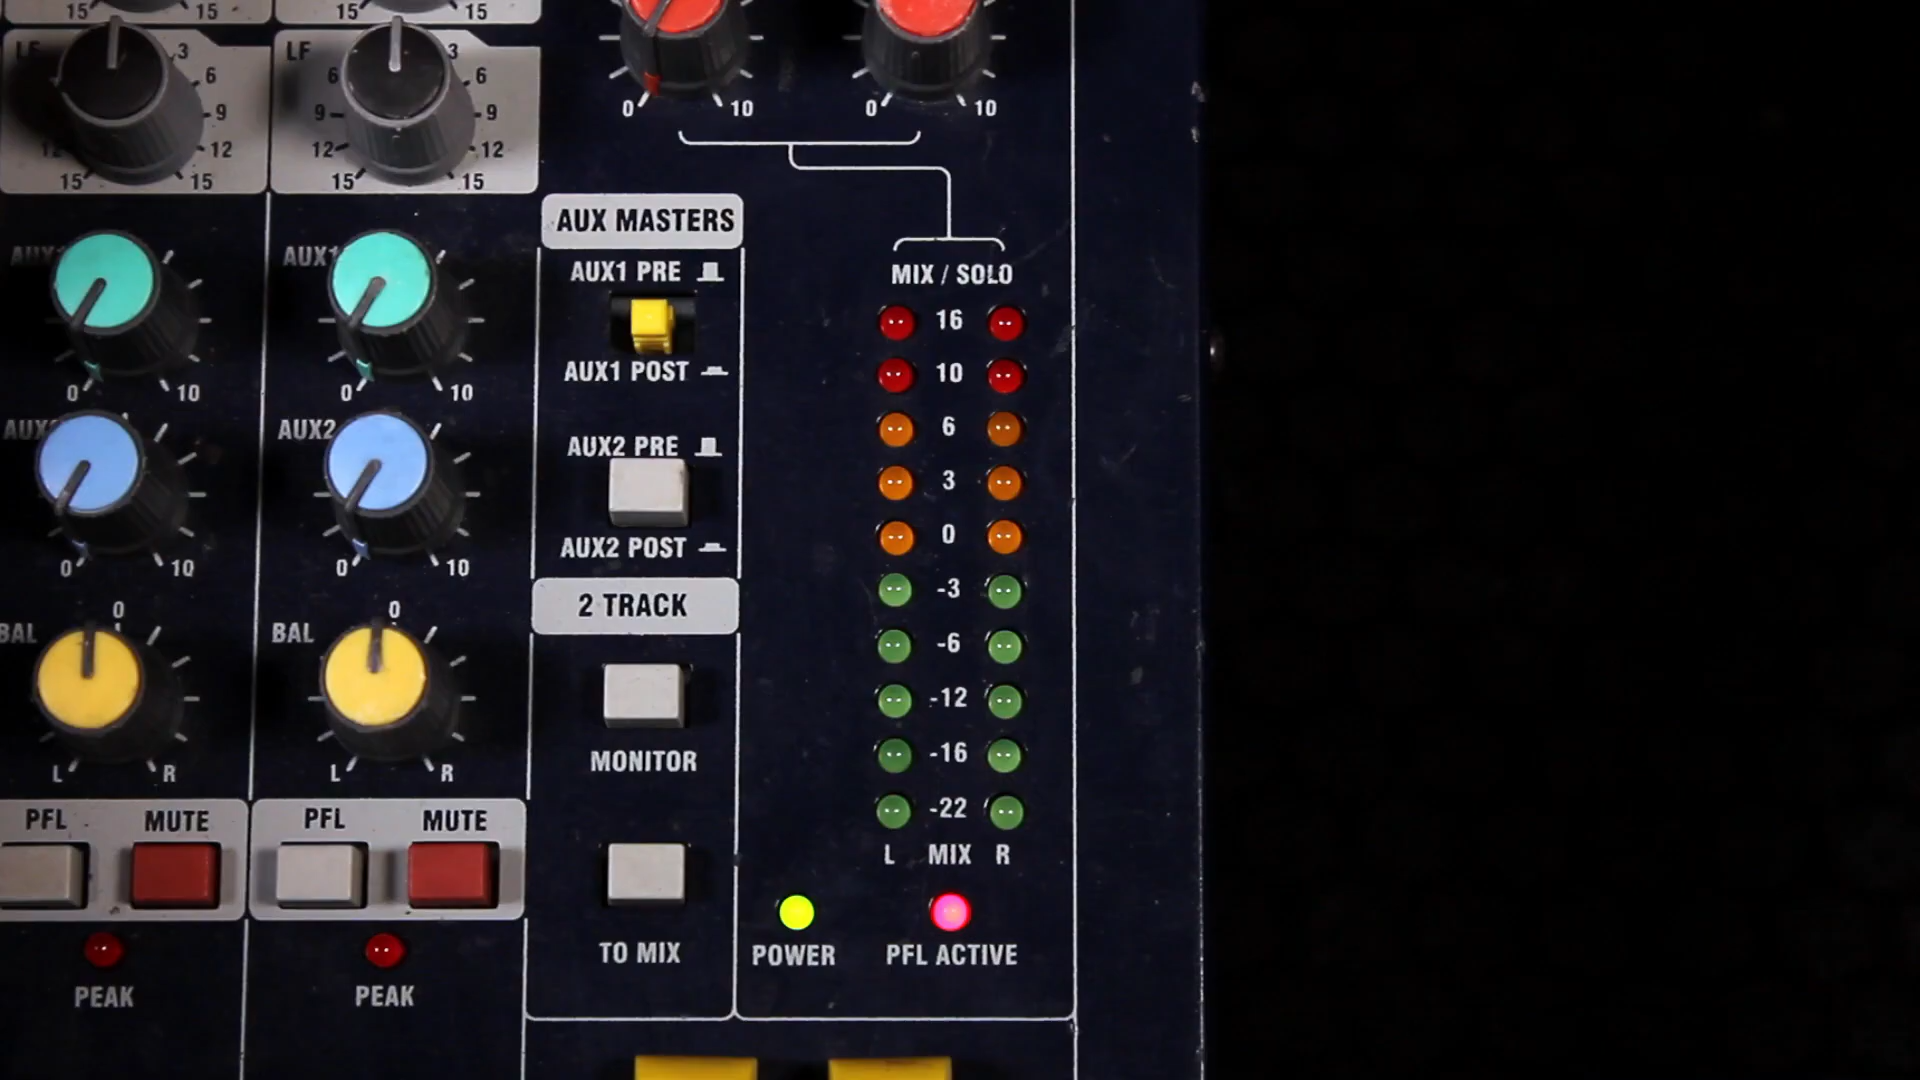 15 15 15 15
LF 3 LF 3
6 6 6
9 9 9
12 12 12 12
15 15 15 15
0 10 0 10
AUX MASTERS
AUX1 AUX1
AUX1 PRE
MIX / SOLO
16
AUX1 POST
10
0 10 0 10
AUX2 AUX2
6
AUX2 PRE
3
0
AUX2 POST
0 10 0 10
-3
2 TRACK
0 0
BAL BAL
-6
-12
-16
MONITOR
L R L R
-22
PFL MUTE PFL MUTE
L MIX R
TO MIX
POWER PFL ACTIVE
PEAK PEAK